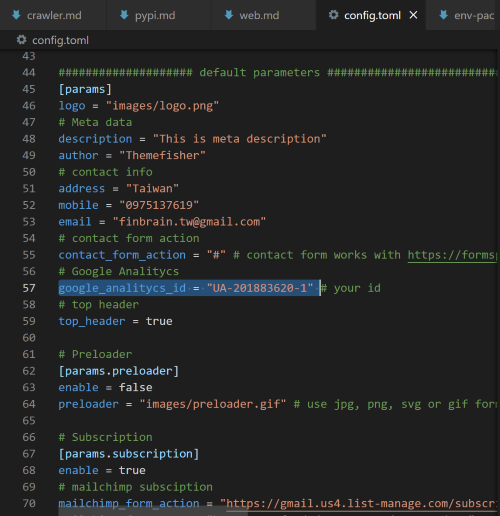 crawler.md pypi.md web.md config.toml env-pac
config.toml
43
44 #################### default parameters ##########################
45 [params]
46 logo = "images/logo.png"
47 # Meta data
48 description = "This is meta description"
49 author = "Themefisher"
50 # contact info
51 address = "Taiwan"
52 mobile = "0975137619"
53 email = "finbrain.tw@gmail.com"
54 # contact form action
55 contact_form_action = "#" # contact form works with https://forms
56 # Google Analitycs
57 google_analitycs_id = "UA-201883620-1" # your id
58 # top header
59 top_header = true
60
61 # Preloader
62 [params.preloader]
63 enable = false
64 preloader = "images/preloader.gif" # use jpg, png, svg or gif for
65
66 # Subscription
67 [params.subscription]
68 enable = true
69 # mailchimp subsciption
70 mailchimp_form_action = "https://gmail.us4.list-manage.com/subscr